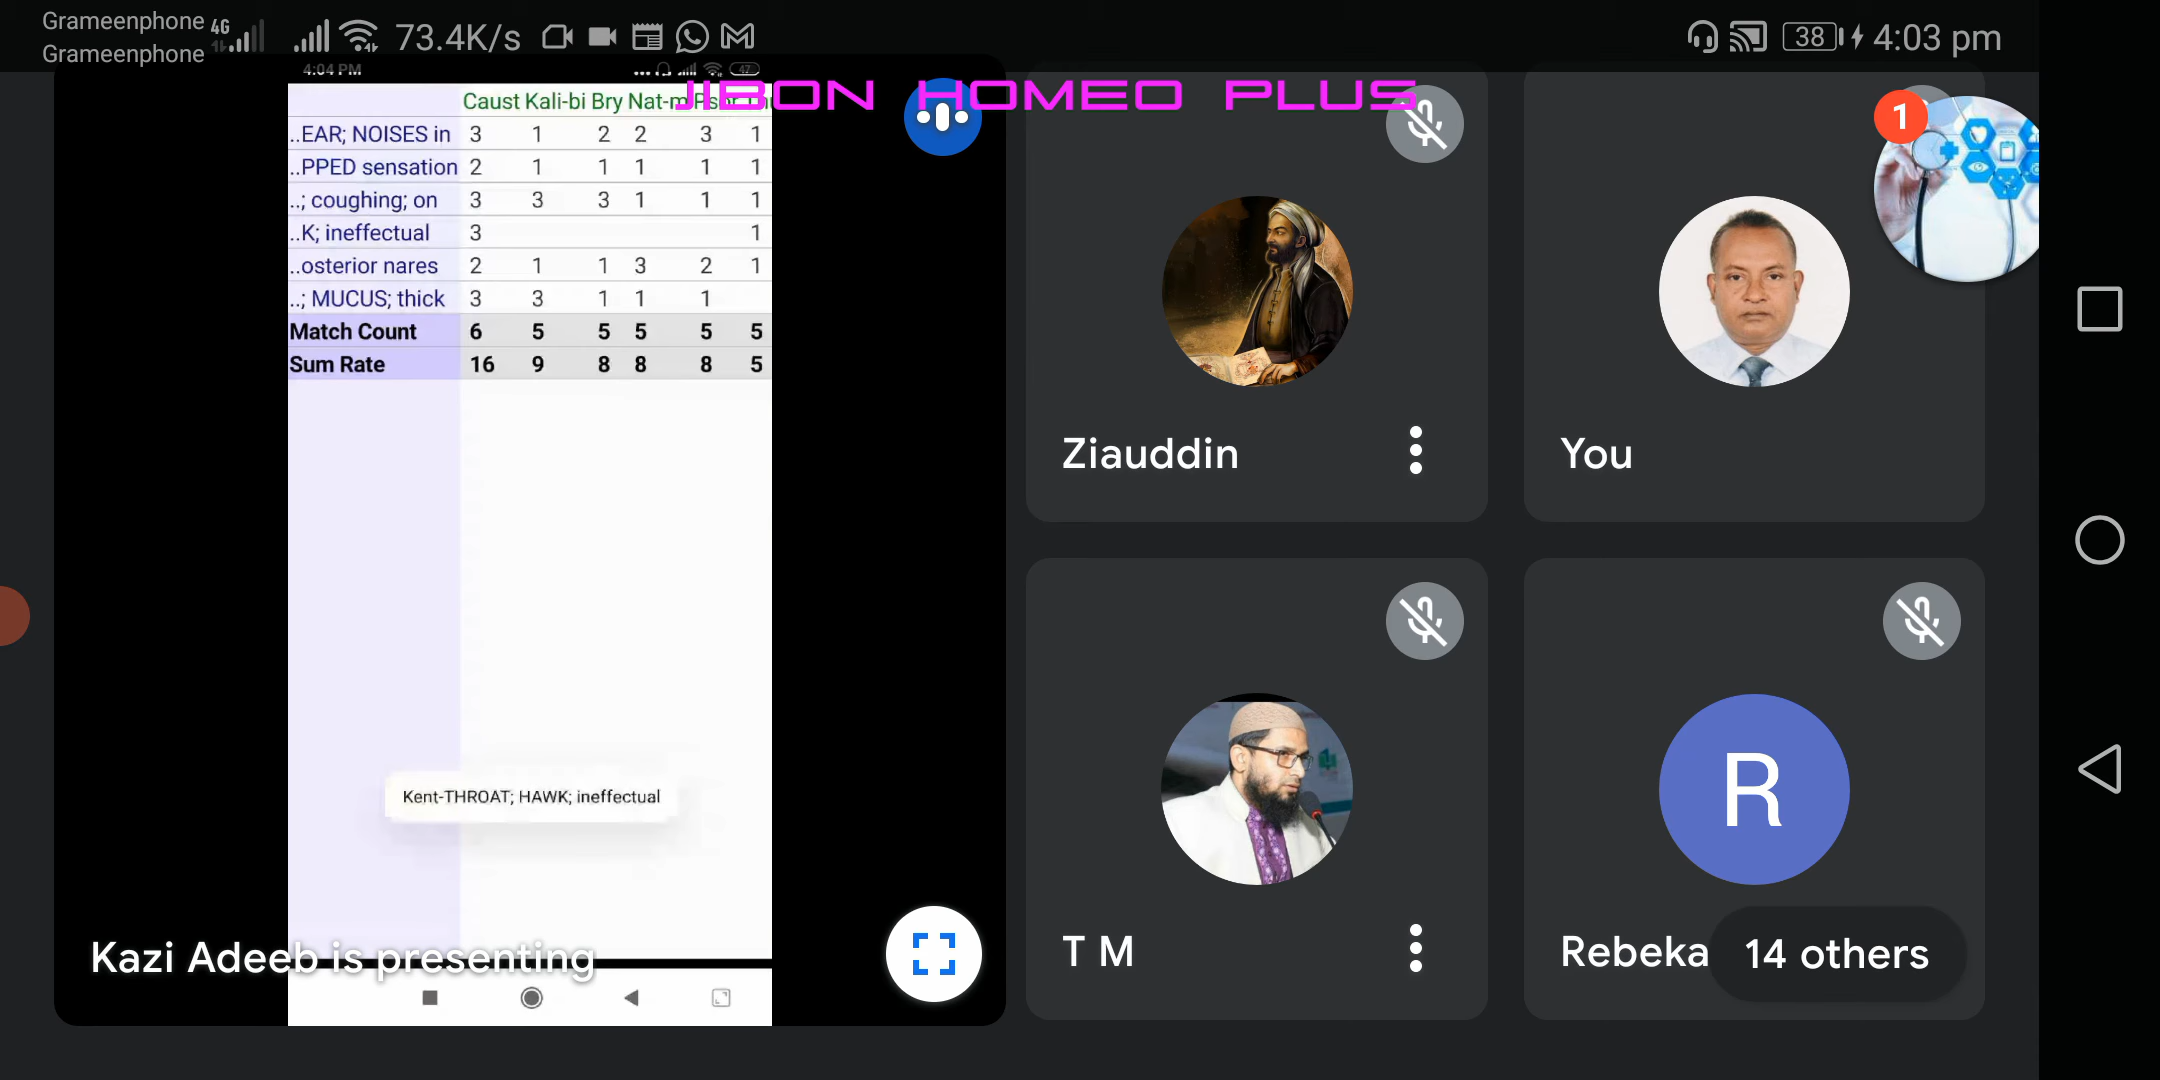 Grameenphone 4G
Grameenphone
73.4K/s
38
4:03 pm
4:04 PM
47
JIBON HOMEO PLUS
1
Caust Kali-bi Bry Nat-m
..EAR; NOISES in 3 1 2 2 3 1
..PPED sensation 2 1 1 1 1 1
..; coughing; on 3 3 3 1 1 1
..K; ineffectual 3 1
..osterior nares 2 1 1 3 2 1
..; MUCUS; thick 3 3 1 1 1
Match Count 6 5 5 5 5 5
Sum Rate 16 9 8 8 8 5
Kent-THROAT; HAWK; ineffectual
Kazi Adeeb is presenting
Ziauddin
You
T M
R
Rebeka
14 others